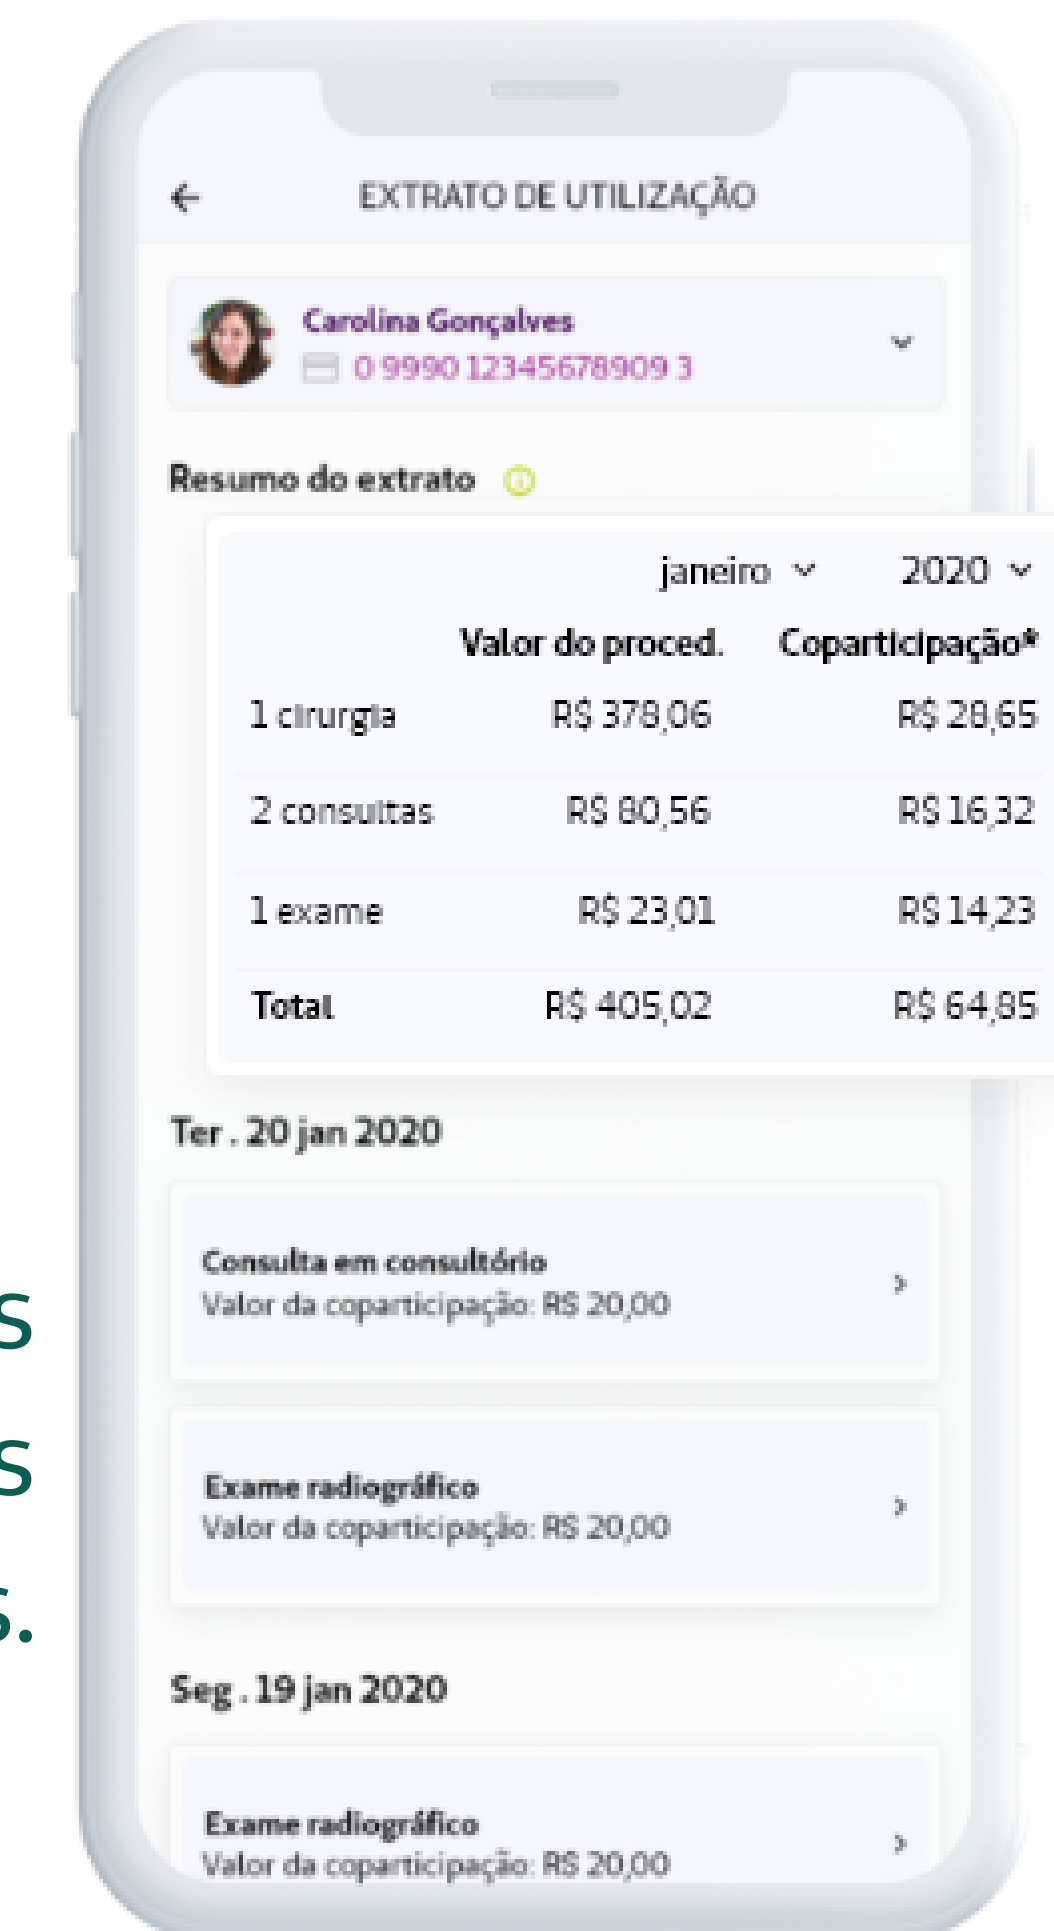 EXTRATO DE UTILIZAÇÃO
Carolina Gonçalves
0 9990 12345678909 3
Resumo do extrato
janeiro 2020
Valor do proced. Coparticipação*
1 cirurgia R$ 378,06 R$ 28,65
2 consultas R$ 80,56 R$ 16,32
1 exame R$ 23,01 R$ 14,23
Total R$ 405,02 R$ 64,85
Ter . 20 jan 2020
Consulta em consultório
Valor da coparticipação: R$ 20,00
Exame radiográfico
Valor da coparticipação: R$ 20,00
s
s
s.
Seg . 19 jan 2020
Exame radiográfico
Valor da coparticipação: R$ 20,00